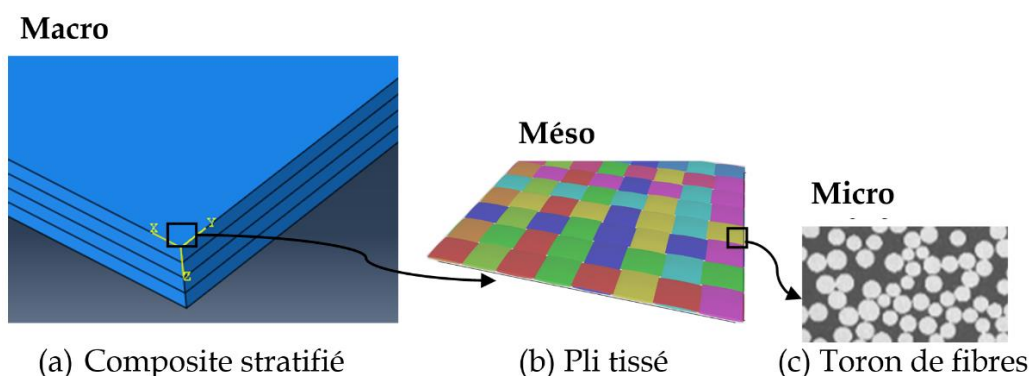 Macro
Méso
Micro
X
Y
Z
(a) Composite stratifié
(b) Pli tissé
(c) Toron de fibres